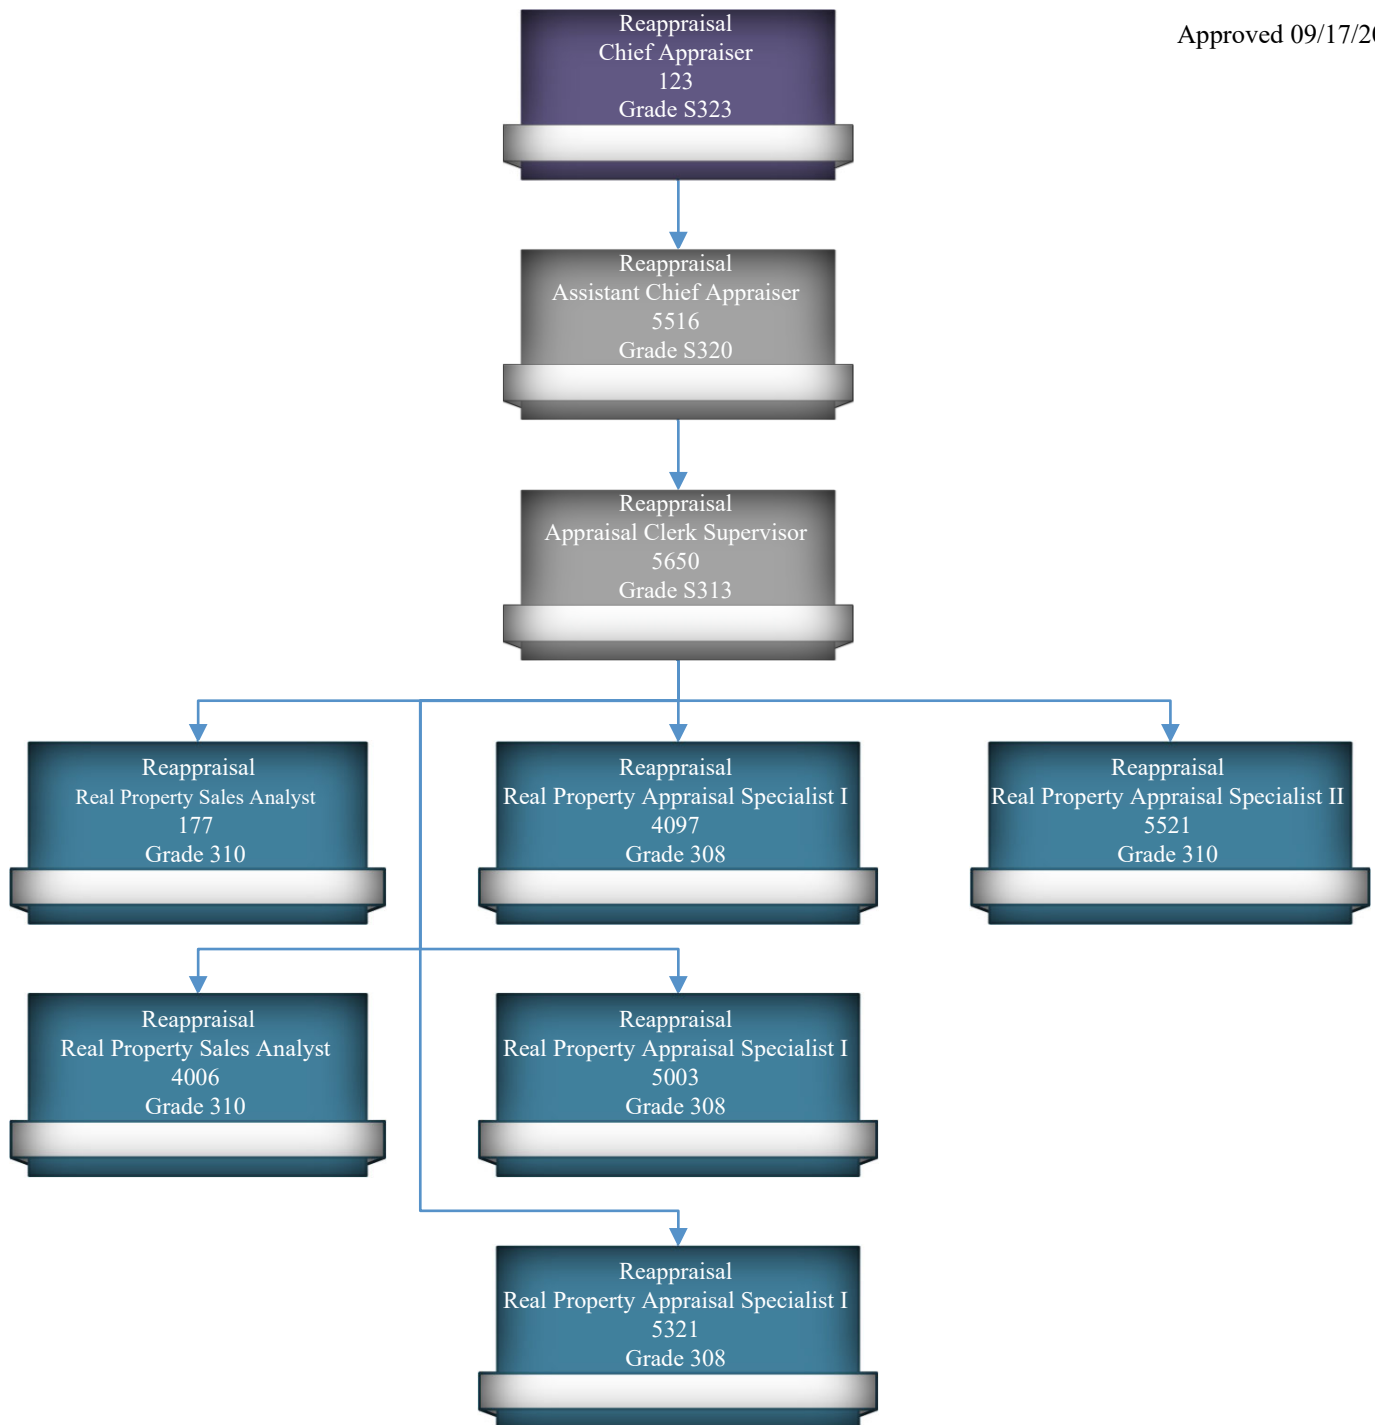 Reappraisal
Chief Appraiser
123
Grade S323
Approved 09/17/20
Reappraisal
Assistant Chief Appraiser
5516
Grade S320
Reappraisal
Appraisal Clerk Supervisor
5650
Grade S313
Reappraisal
Real Property Sales Analyst
177
Grade 310
Reappraisal
Real Property Appraisal Specialist I
4097
Grade 308
Reappraisal
Real Property Appraisal Specialist II
5521
Grade 310
Reappraisal
Real Property Sales Analyst
4006
Grade 310
Reappraisal
Real Property Appraisal Specialist I
5003
Grade 308
Reappraisal
Real Property Appraisal Specialist I
5321
Grade 308